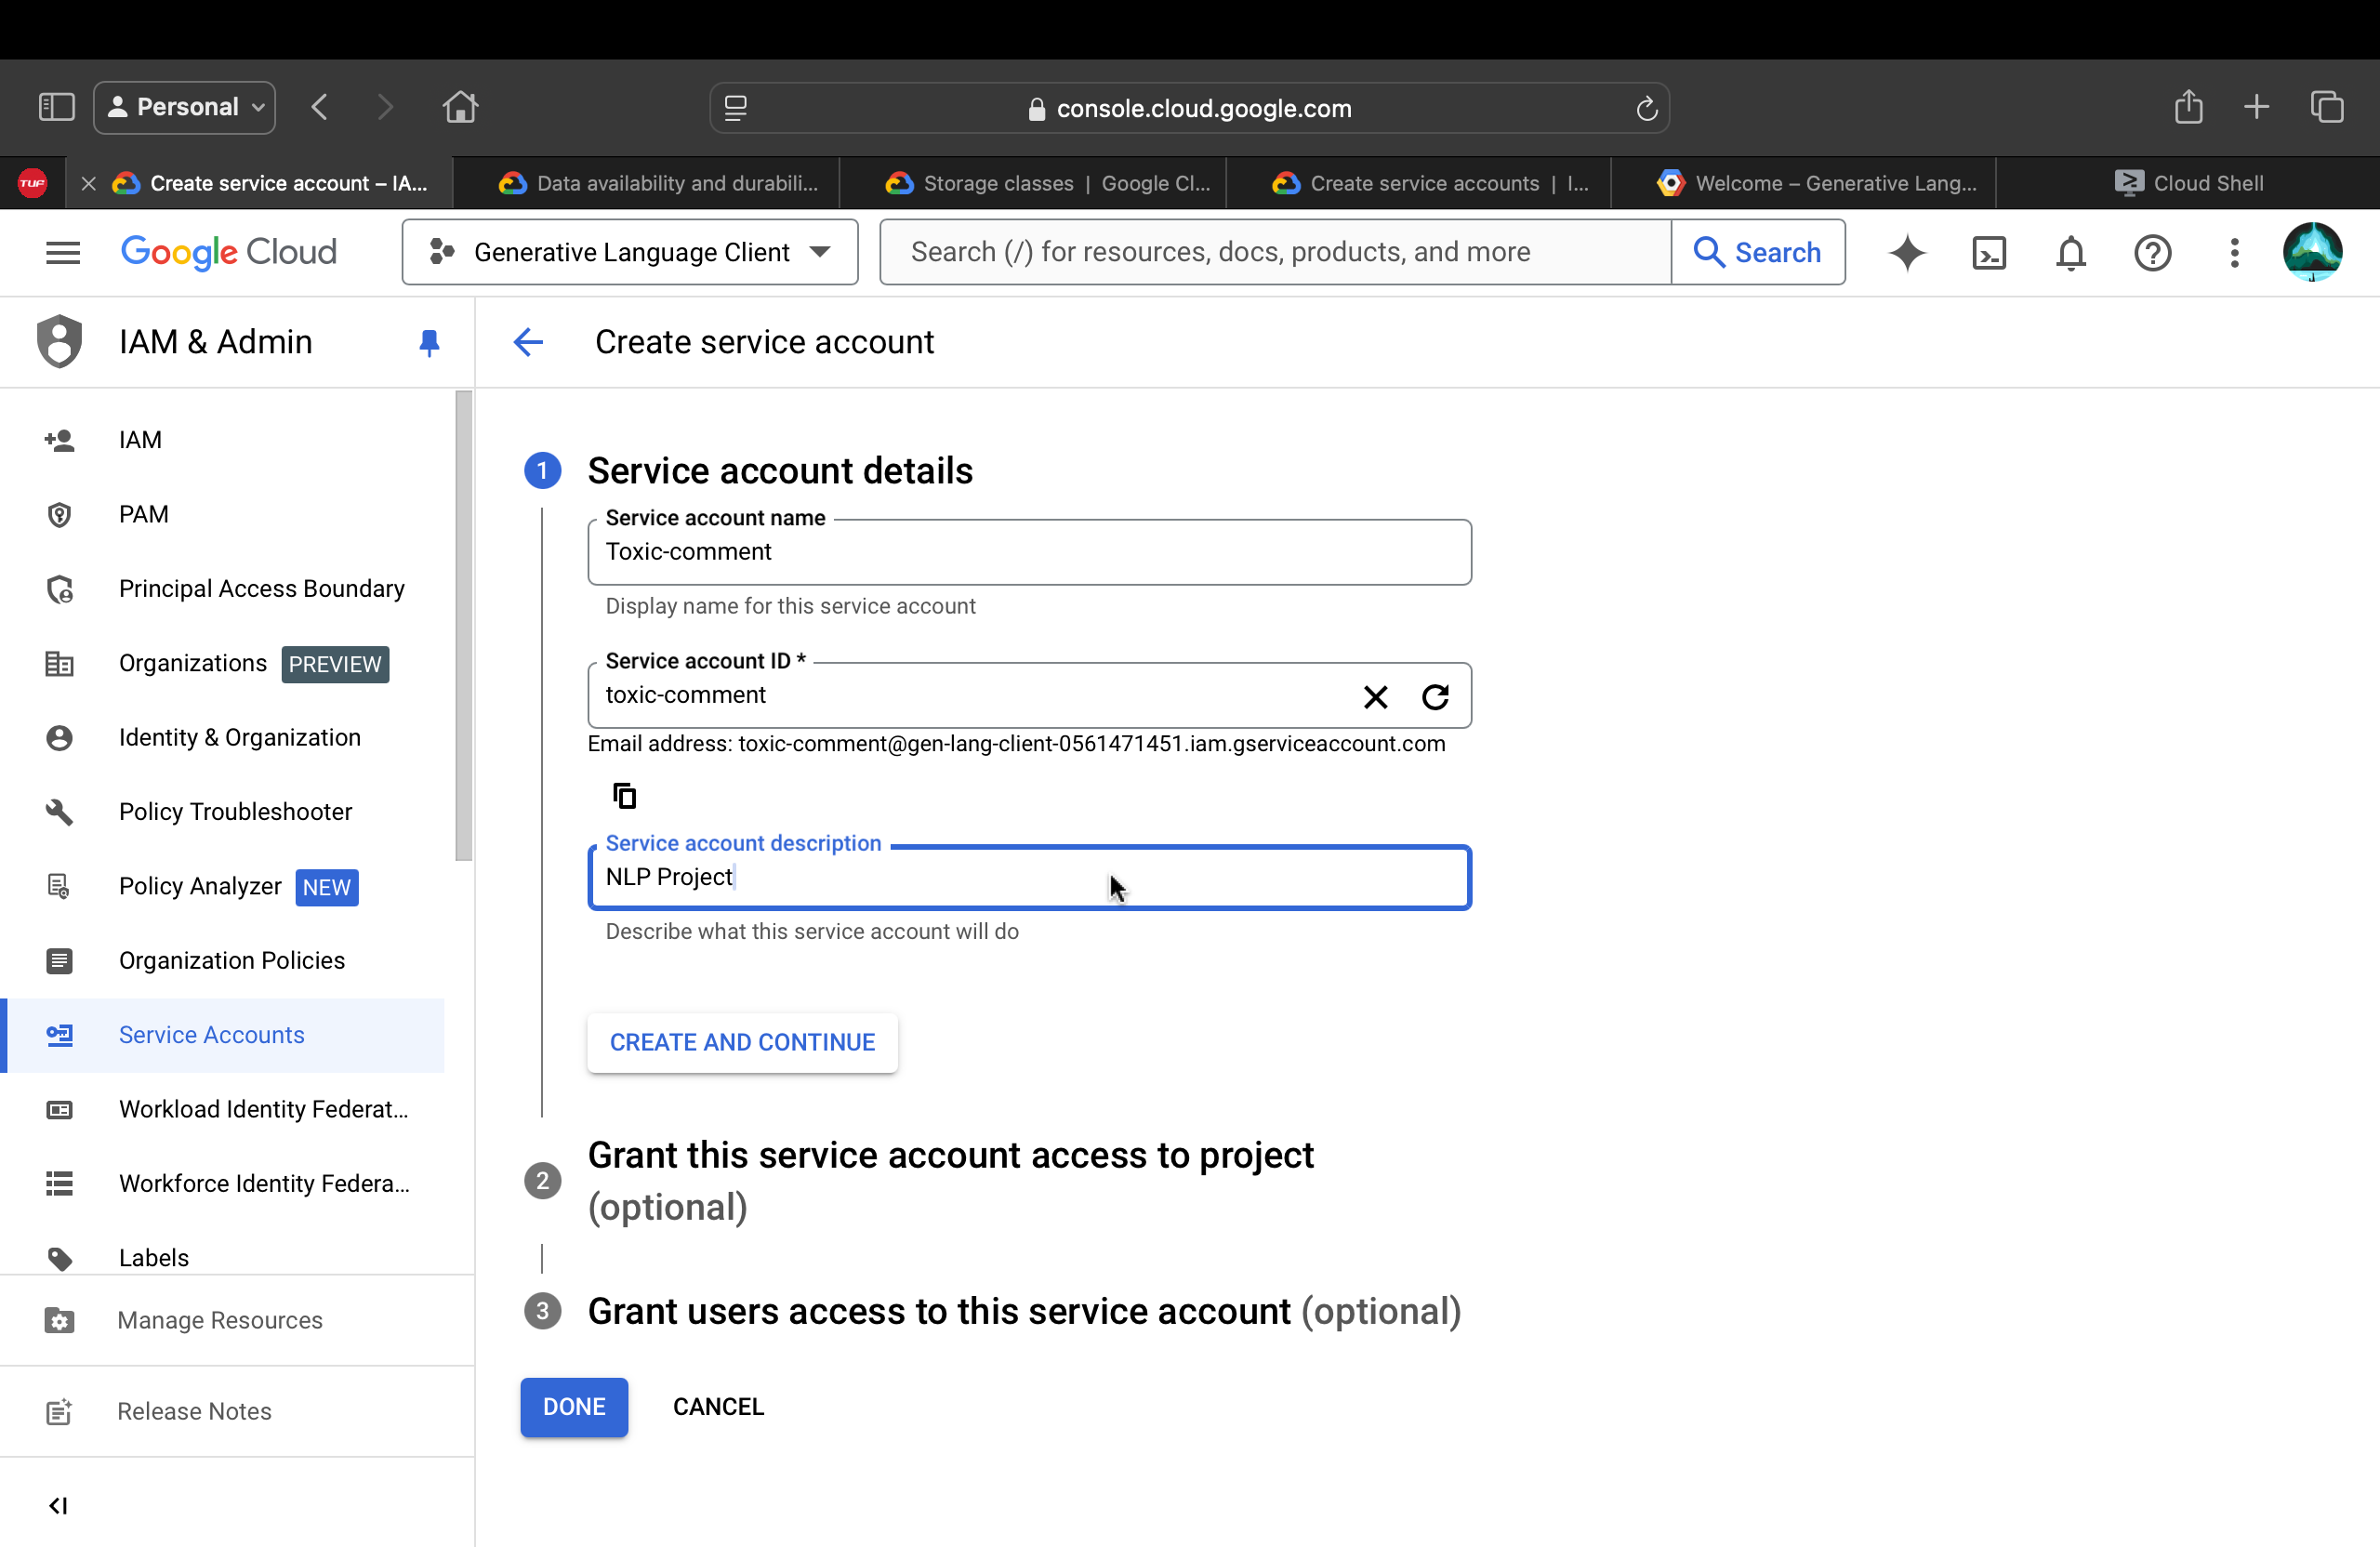 Personal
console.cloud.google.com
TUF
Create service account – IA...
Data availability and durabili...
Storage classes | Google Cl...
Create service accounts | I...
Welcome – Generative Lang...
Cloud Shell
Google Cloud
Generative Language Client
Search (/) for resources, docs, products, and more
Search
IAM & Admin
Create service account
IAM
PAM
Principal Access Boundary
Organizations PREVIEW
Identity & Organization
Policy Troubleshooter
Policy Analyzer NEW
Organization Policies
Service Accounts
Workload Identity Federat...
Workforce Identity Federa...
Labels
Manage Resources
Release Notes
1 Service account details
Service account name
Toxic-comment
Display name for this service account
Service account ID *
toxic-comment
Email address: toxic-comment@gen-lang-client-0561471451.iam.gserviceaccount.com
Service account description
NLP Project
Describe what this service account will do
CREATE AND CONTINUE
2 Grant this service account access to project
(optional)
3 Grant users access to this service account (optional)
DONE
CANCEL